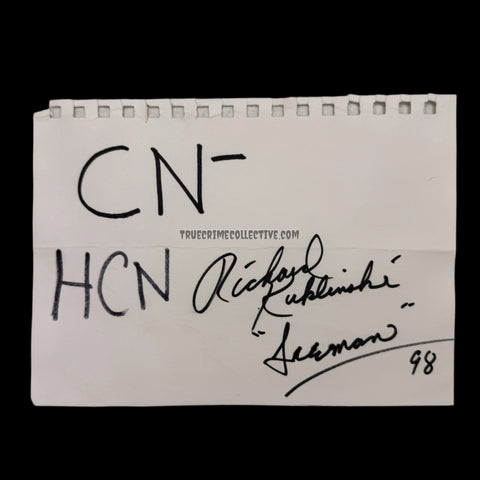 CN-
TRUECRIMECOLLECTIVE.COM
HCN
Richard
Kuklinski
"Iceman"
98